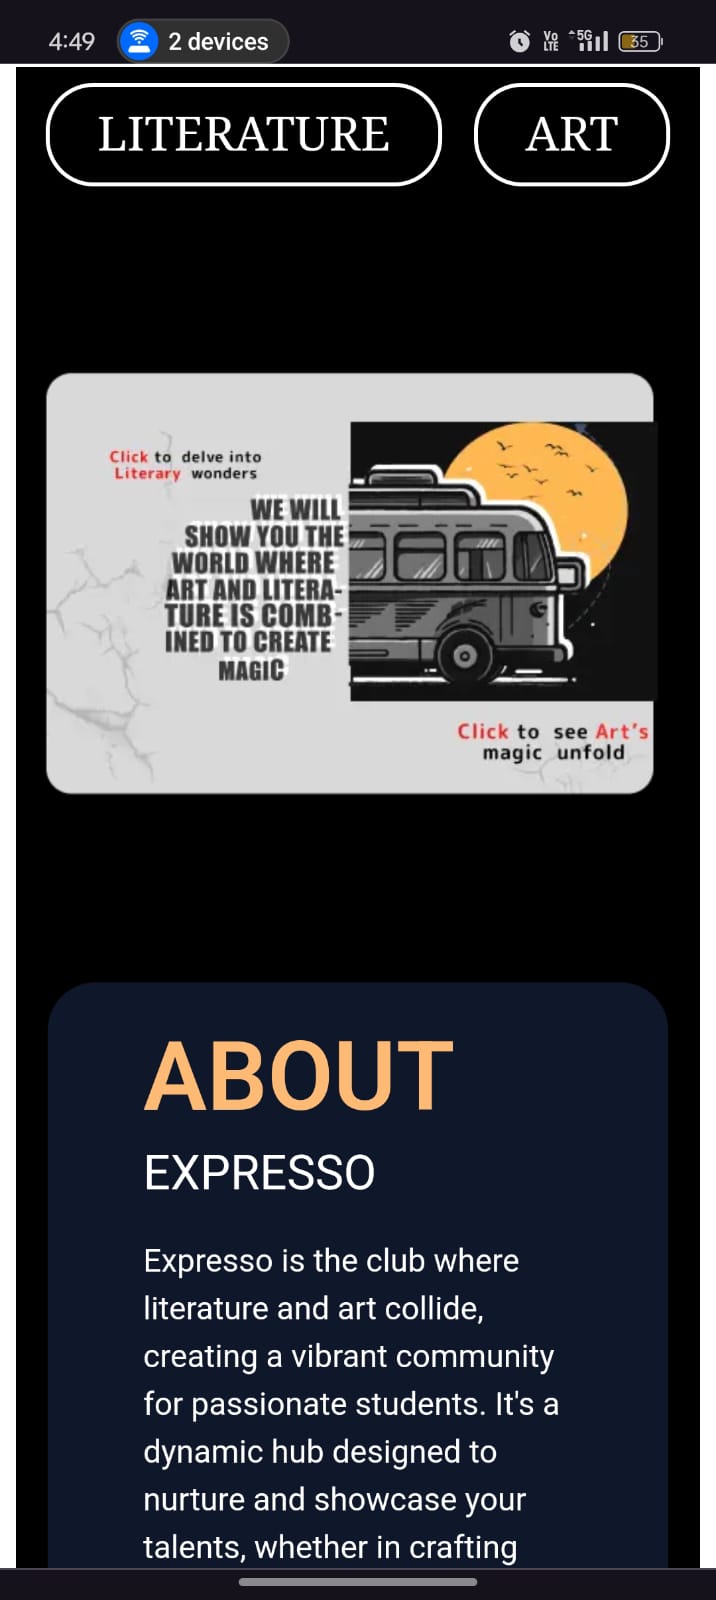 4:49
2 devices
Vo
LTE
5G
35
LITERATURE
ART
Click to delve into
Literary wonders
WE WILL
SHOW YOU THE
WORLD WHERE
ART AND LITERA-
TURE IS COMB-
INED TO CREATE
MAGIC
Click to see Art's
magic unfold
ABOUT
EXPRESSO
Expresso is the club where
literature and art collide,
creating a vibrant community
for passionate students. It's a
dynamic hub designed to
nurture and showcase your
talents, whether in crafting